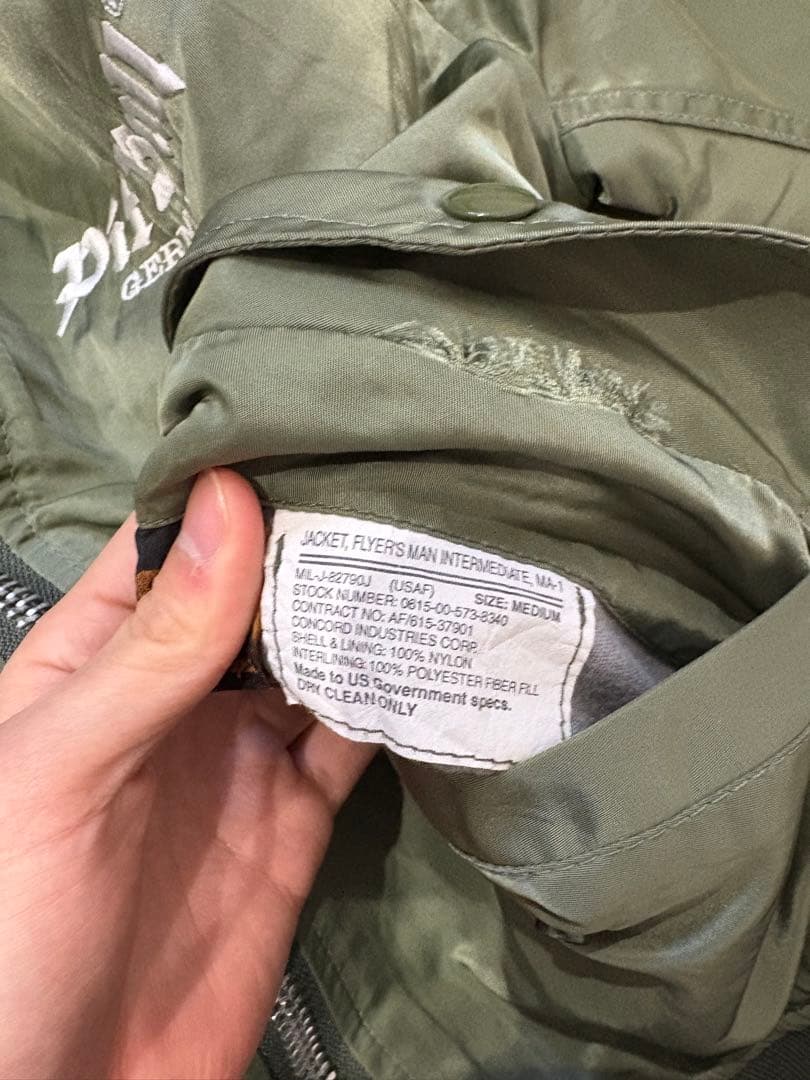 GER
JACKET, FLYER'S MAN INTERMEDIATE, MA-1
MIL-J-82790J (USAF) SIZE: MEDIUM
STOCK NUMBER: 0615-00-573-8340
CONTRACT NO: AF/615-37901
CONCORD INDUSTRIES CORP.
SHELL & LINING: 100% NYLON
INTERLINING: 100% POLYESTER FIBER FILL
Made to US Government specs.
DRY CLEAN ONLY